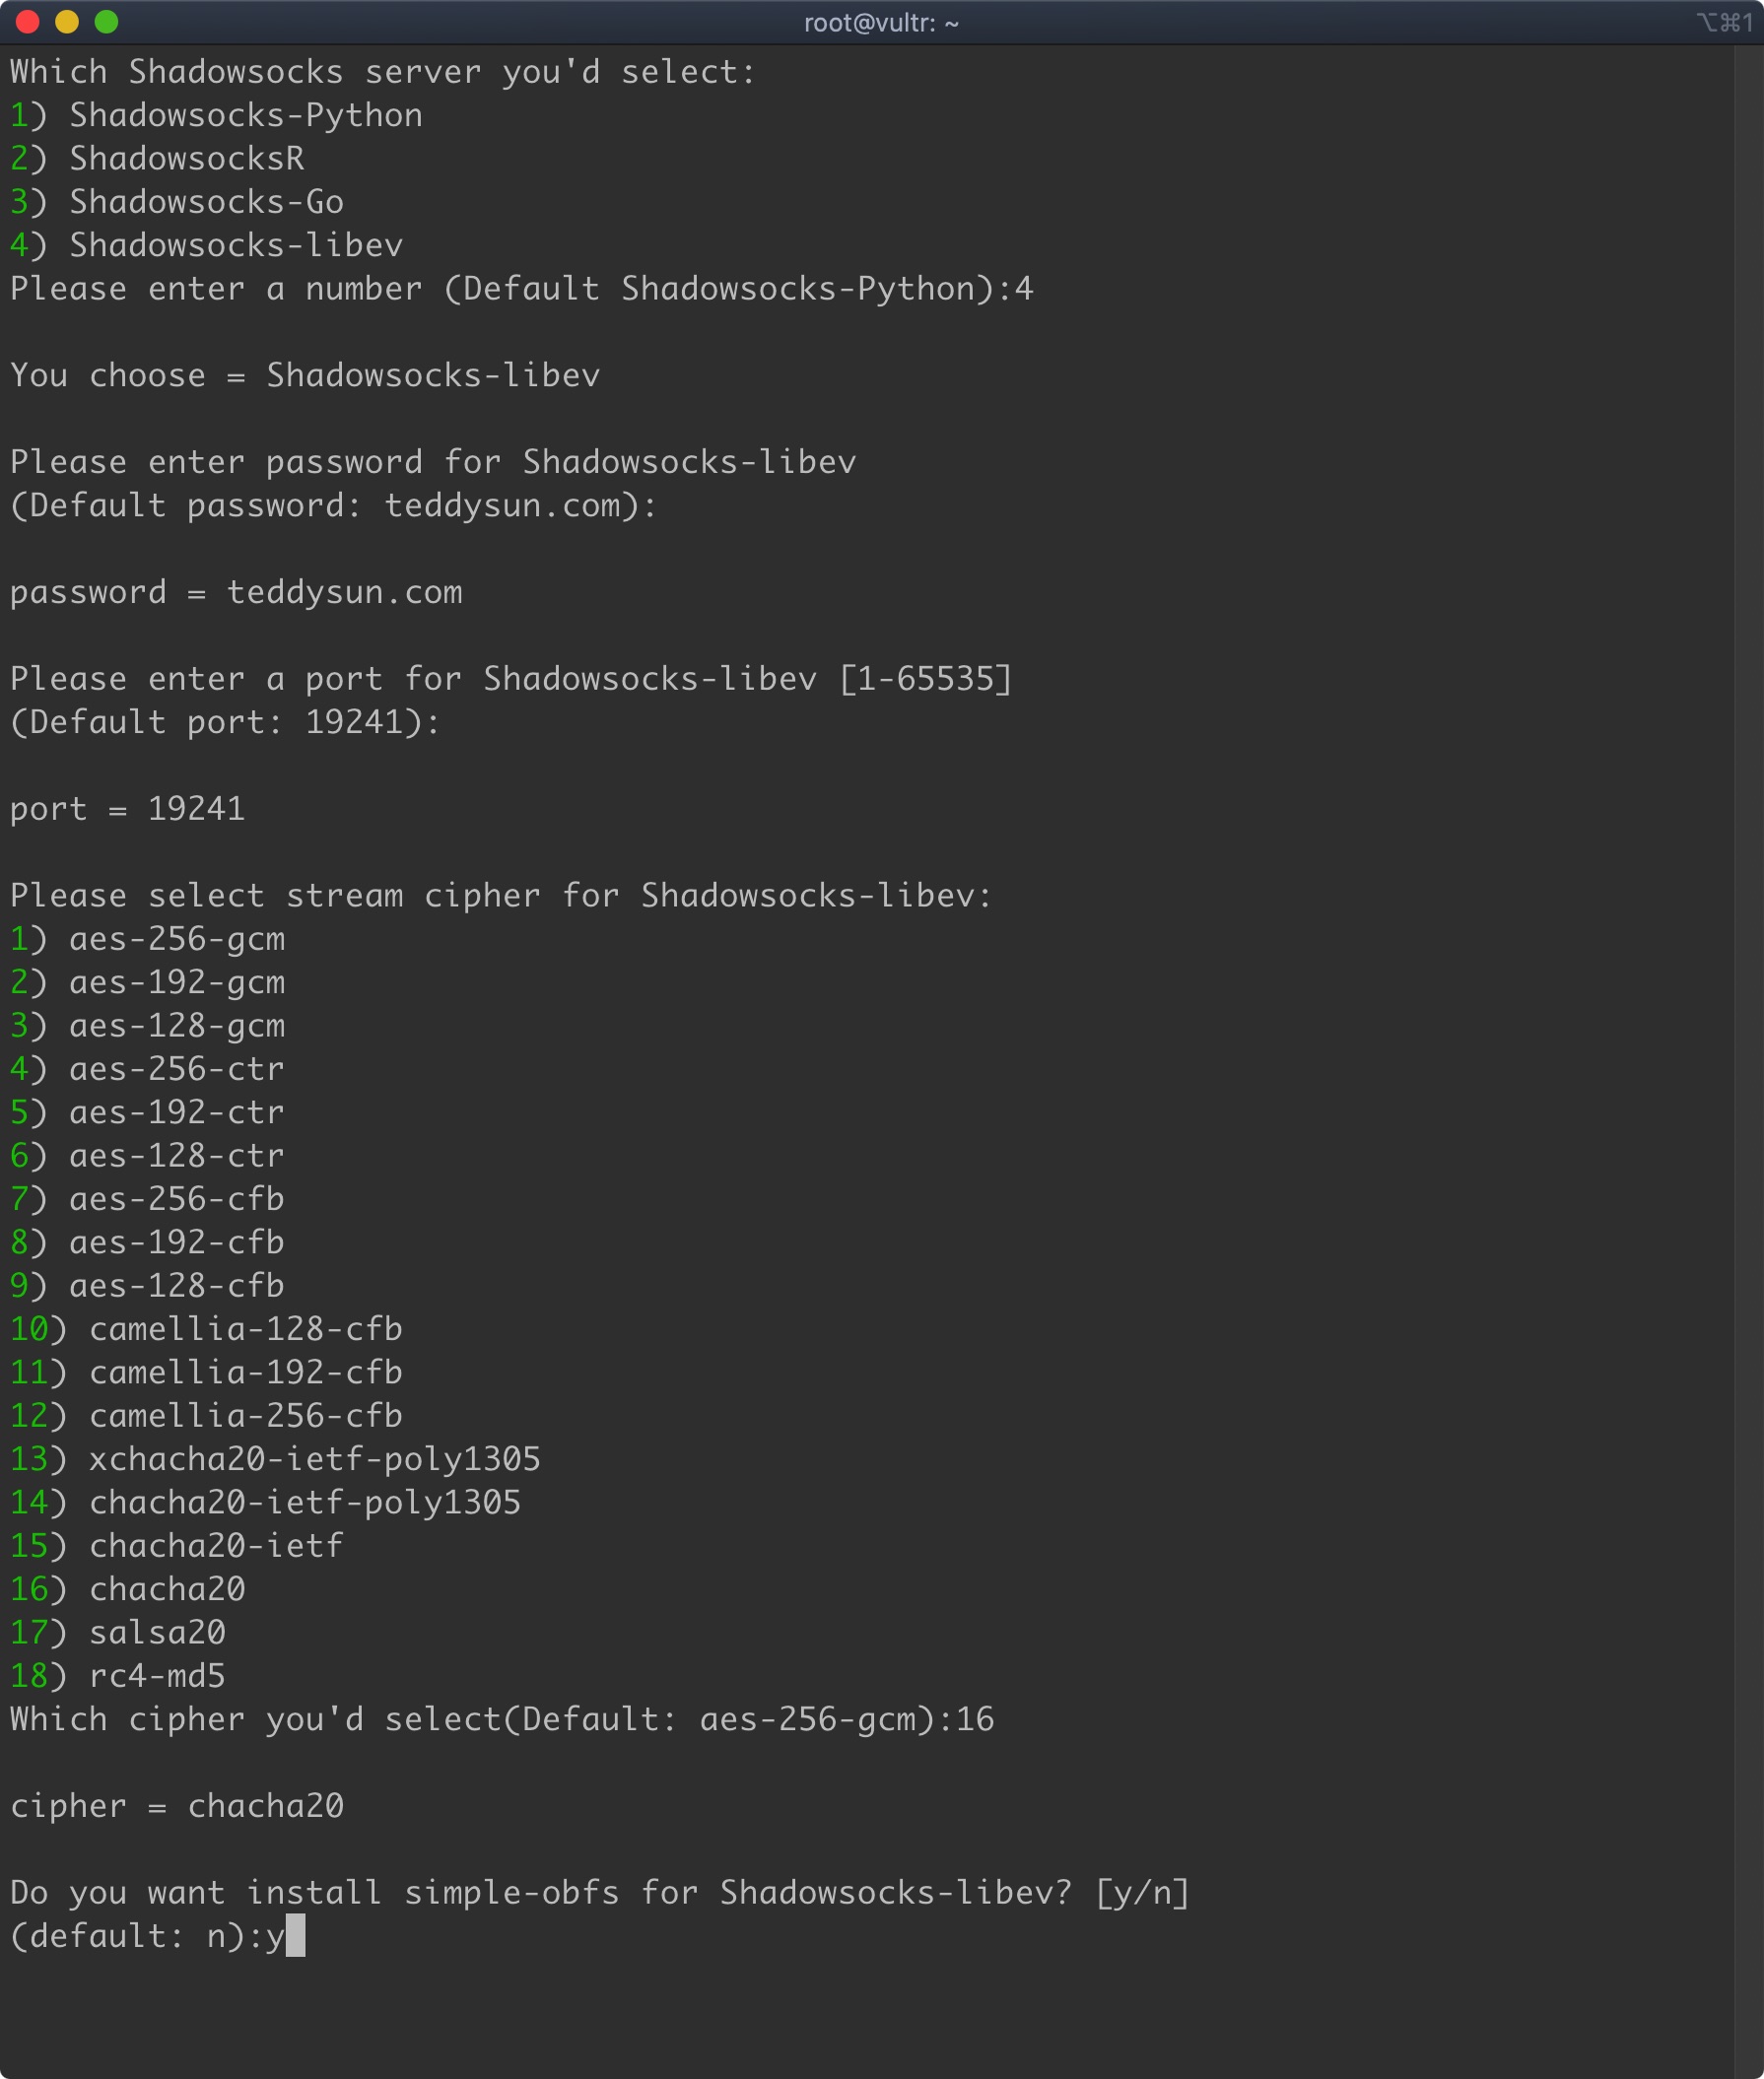 root@vultr: ~
⌥⌘1
Which Shadowsocks server you'd select:
1) Shadowsocks-Python
2) ShadowsocksR
3) Shadowsocks-Go
4) Shadowsocks-libev
Please enter a number (Default Shadowsocks-Python):4
You choose = Shadowsocks-libev
Please enter password for Shadowsocks-libev
(Default password: teddysun.com):
password = teddysun.com
Please enter a port for Shadowsocks-libev [1-65535]
(Default port: 19241):
port = 19241
Please select stream cipher for Shadowsocks-libev:
1) aes-256-gcm
2) aes-192-gcm
3) aes-128-gcm
4) aes-256-ctr
5) aes-192-ctr
6) aes-128-ctr
7) aes-256-cfb
8) aes-192-cfb
9) aes-128-cfb
10) camellia-128-cfb
11) camellia-192-cfb
12) camellia-256-cfb
13) xchacha20-ietf-poly1305
14) chacha20-ietf-poly1305
15) chacha20-ietf
16) chacha20
17) salsa20
18) rc4-md5
Which cipher you'd select(Default: aes-256-gcm):16
cipher = chacha20
Do you want install simple-obfs for Shadowsocks-libev? [y/n]
(default: n):y